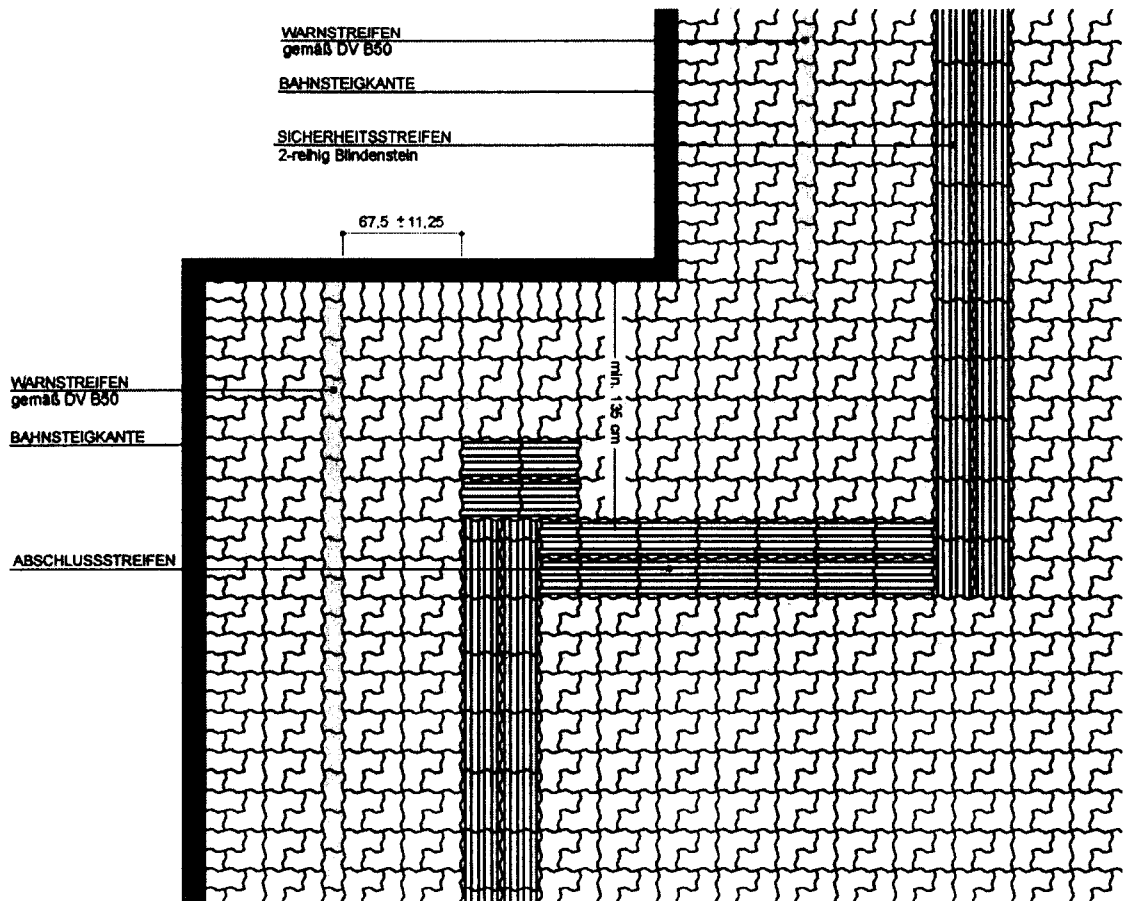 WARNSTREIFEN
gemäß DV B50
BAHNSTEIGKANTE
SICHERHEITSSTREIFEN
2-reihig Blindenstein
67,5 ±11,25
min. 135 cm
WARNSTREIFEN
gemäß DV B50
BAHNSTEIGKANTE
ABSCHLUSSSTREIFEN